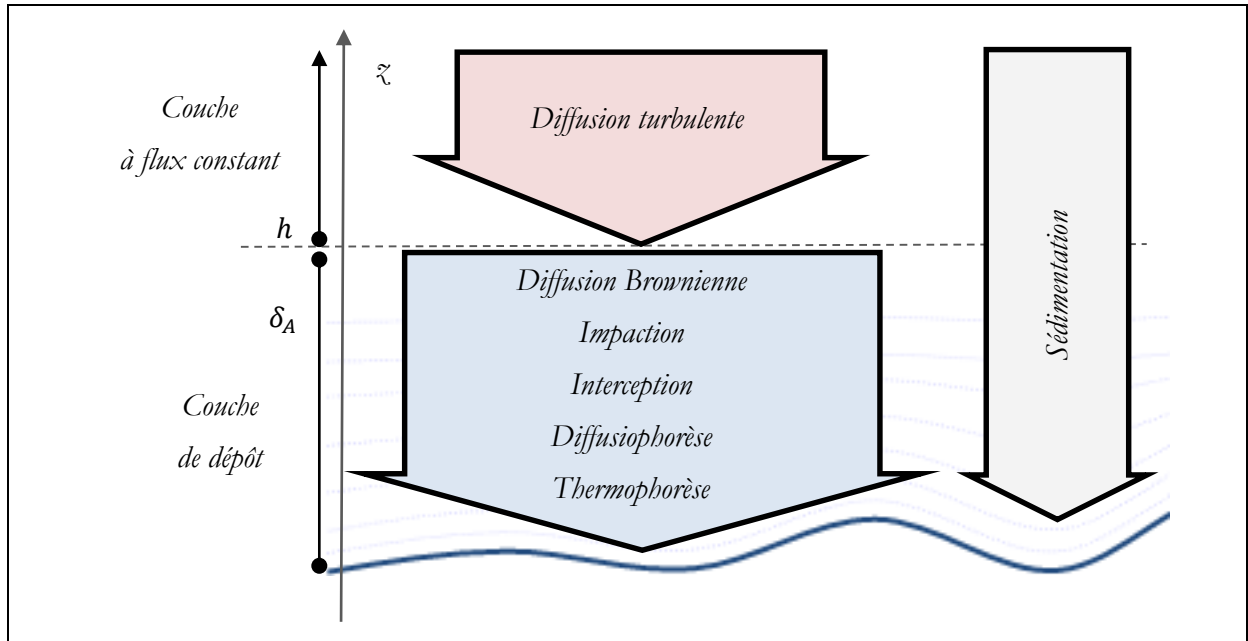 z
Couche
à flux constant
Diffusion turbulente
h
δ_A
Couche
de dépôt
Diffusion Brownienne
Impaction
Interception
Diffusiophorèse
Thermophorèse
Sédimentation